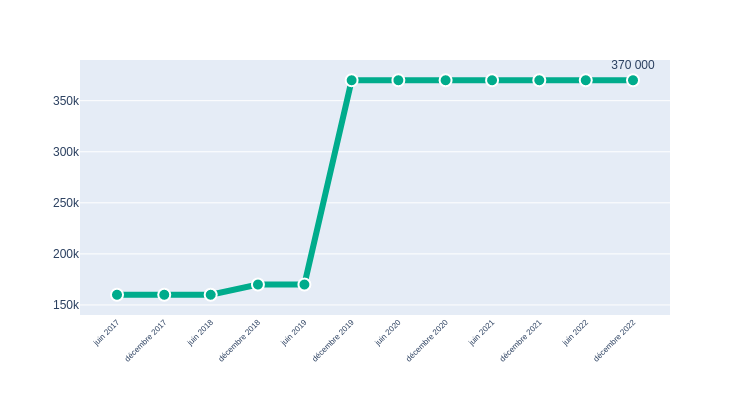 370 000
350k
300k
250k
200k
150k
juin 2017
décembre 2017
juin 2018
décembre 2018
juin 2019
décembre 2019
juin 2020
décembre 2020
juin 2021
décembre 2021
juin 2022
décembre 2022